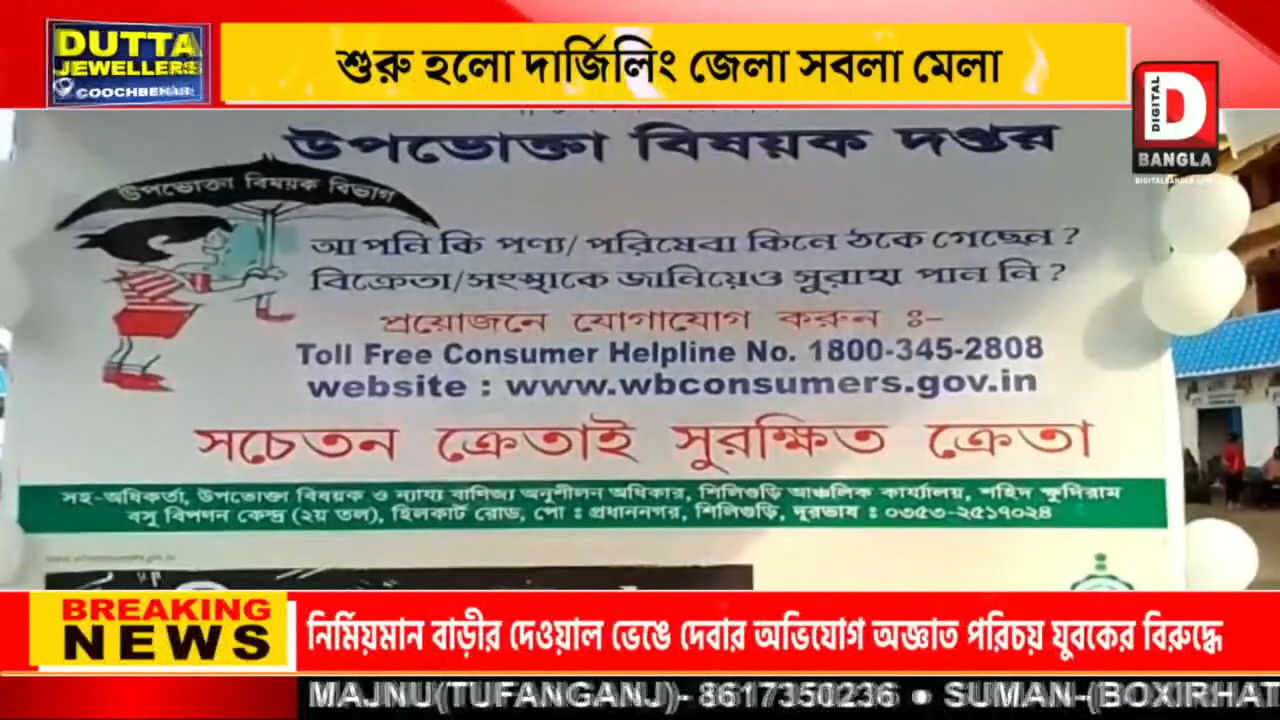 DUTTA
JEWELLERS
COOCHBEHAR
শুরু হলো দার্জিলিং জেলা সবলা মেলা
DIGITAL
BANGLA
উপভোক্তা বিষয়ক দপ্তর
উপভোক্তা বিষয়ক বিভাগ
আপনি কি পণ্য/পরিষেবা কিনে ঠকে গেছেন ?
বিক্রেতা/সংস্থাকে জানিয়েও সুরাহা পান নি ?
প্রয়োজনে যোগাযোগ করুন ঃ-
Toll Free Consumer Helpline No. 1800-345-2808
website : www.wbconsumers.gov.in
সচেতন ক্রেতাই সুরক্ষিত ক্রেতা
সহ-অধিকর্তা, উপভোক্তা বিষয়ক ও ন্যায্য বাণিজ্য অনুশীলন অধিকার, শিলিগুড়ি আঞ্চলিক কার্য্যালয়, শহিদ ক্ষুদিরাম
বসু বিপণন কেন্দ্র (২য় তল), হিলকার্ট রোড, পো : প্রধাননগর, শিলিগুড়ি, দূরভাষ : ০৩৫৩-২৫১৭০২৪
BREAKING
NEWS
নির্মিয়মান বাড়ীর দেওয়াল ভেঙে দেবার অভিযোগ অজ্ঞাত পরিচয় যুবকের বিরুদ্ধে
MAJNU(TUFANGANJ)- 8617350236 • SUMAN-(BOXIRHAT